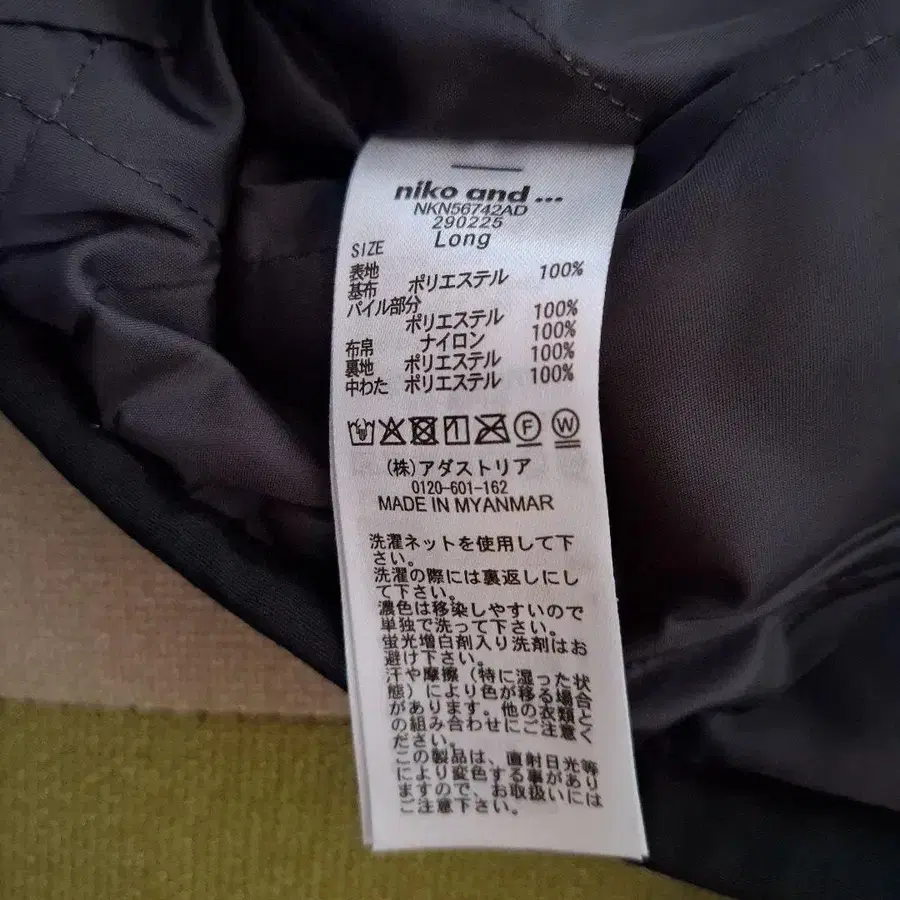 niko and ...
NKN56742AD
290225
SIZE Long
表地
基布 ポリエステル 100%
パイル部分
ポリエステル 100%
布帛 ナイロン 100%
裏地 ポリエステル 100%
中わた ポリエステル 100%
F W
(株)アダストリア
0120-601-162
MADE IN MYANMAR
洗濯ネットを使用して下
さい。
洗濯の際には裏返しにし
て下さい。
濃色は移染しやすいので
単独で洗って下さい。
蛍光増白剤入り洗剤はお
避け下さい。
汗や摩擦(特に湿った状
態)により色が移る場合
があります。他の衣類と
の組み合わせにご注意く
ださい。
この製品は、直射日光等
により変色する事があり
ますので、お取扱いには
ご注意下さい。